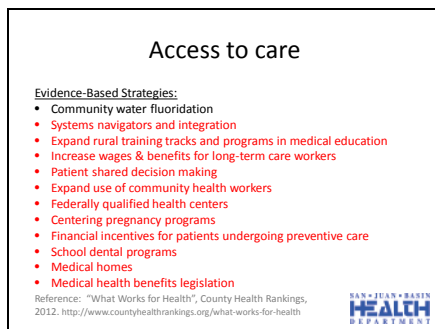 Access to care
Evidence-Based Strategies:
• Community water fluoridation
• Systems navigators and integration
• Expand rural training tracks and programs in medical education
• Increase wages & benefits for long-term care workers
• Patient shared decision making
• Expand use of community health workers
• Federally qualified health centers
• Centering pregnancy programs
• Financial incentives for patients undergoing preventive care
• School dental programs
• Medical homes
• Medical health benefits legislation
Reference: "What Works for Health", County Health Rankings,
2012. http://www.countyhealthrankings.org/what-works-for-health
SAN•JUAN•BASIN
HEALTH
DEPARTMENT